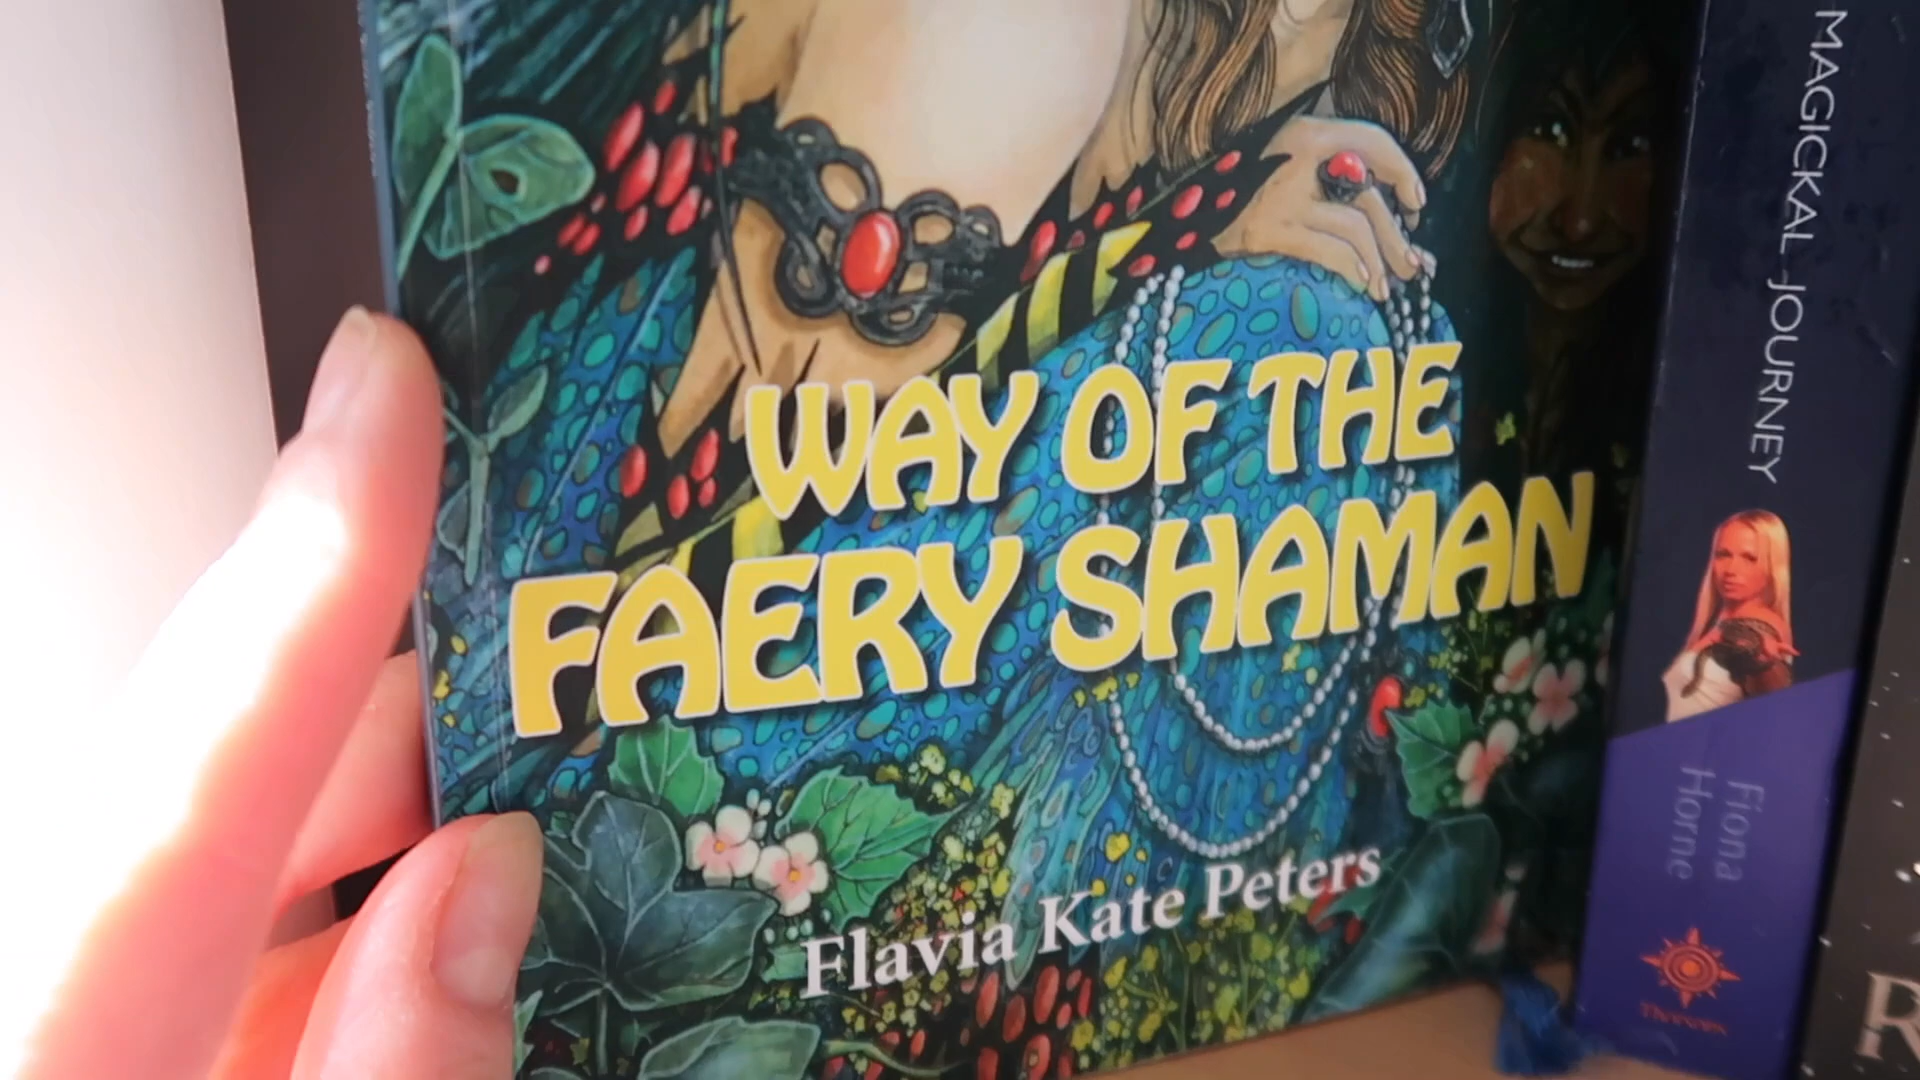 WAY OF THE
FAERY SHAMAN
Flavia Kate Peters
MAGICKAL JOURNEY
Fiona
Horne